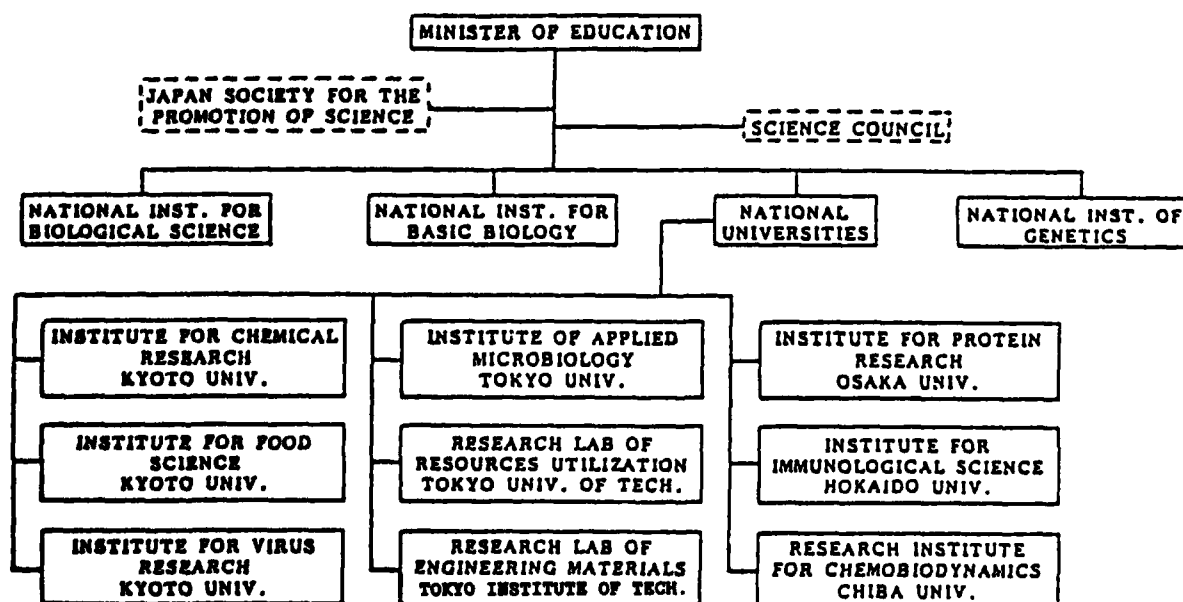 MINISTER OF EDUCATION
JAPAN SOCIETY FOR THE
PROMOTION OF SCIENCE
SCIENCE COUNCIL
NATIONAL INST. FOR
BIOLOGICAL SCIENCE
NATIONAL INST. FOR
BASIC BIOLOGY
NATIONAL
UNIVERSITIES
NATIONAL INST. OF
GENETICS
INSTITUTE FOR CHEMICAL
RESEARCH
KYOTO UNIV.
INSTITUTE OF APPLIED
MICROBIOLOGY
TOKYO UNIV.
INSTITUTE FOR PROTEIN
RESEARCH
OSAKA UNIV.
INSTITUTE FOR FOOD
SCIENCE
KYOTO UNIV.
RESEARCH LAB OF
RESOURCES UTILIZATION
TOKYO UNIV. OF TECH.
INSTITUTE FOR
IMMUNOLOGICAL SCIENCE
HOKAIDO UNIV.
INSTITUTE FOR VIRUS
RESEARCH
KYOTO UNIV.
RESEARCH LAB OF
ENGINEERING MATERIALS
TOKYO INSTITUTE OF TECH.
RESEARCH INSTITUTE
FOR CHEMOBIODYNAMICS
CHIBA UNIV.